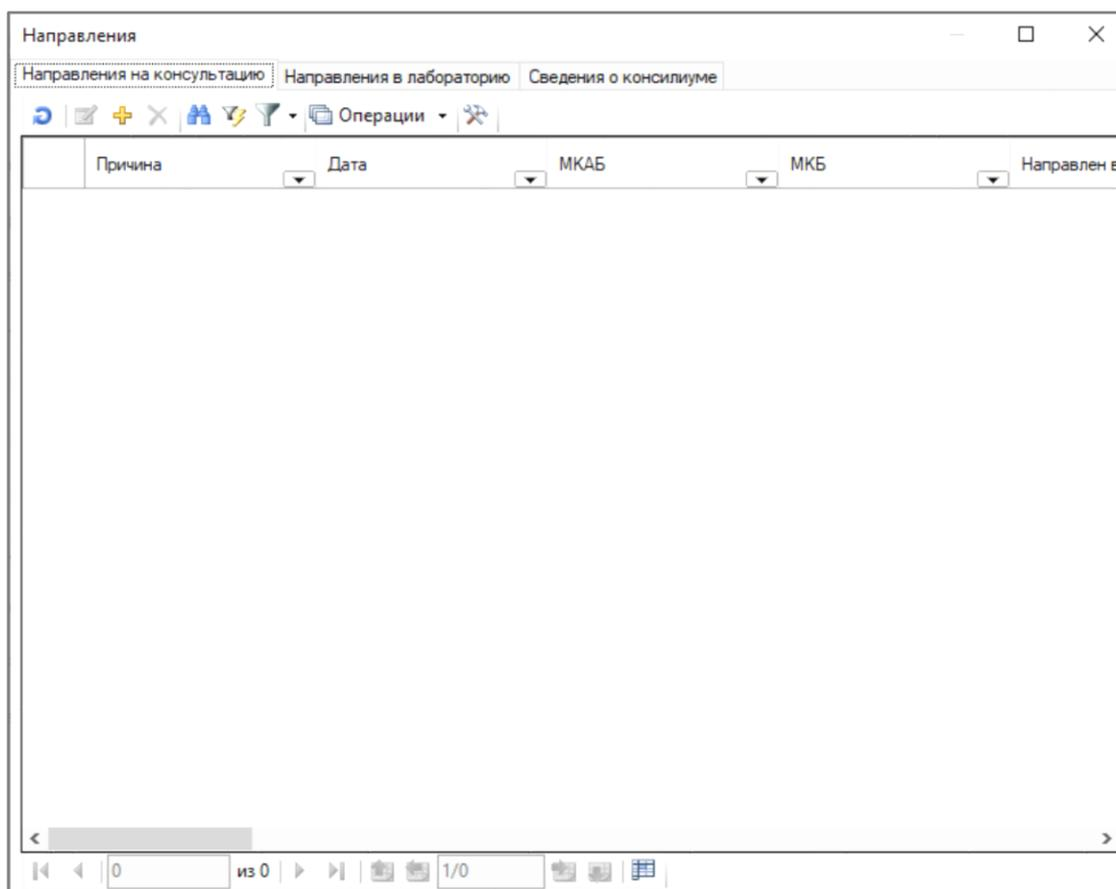 Направления
Направления на консультацию Направления в лабораторию Сведения о консилиуме
Операции
Причина Дата МКАБ МКБ Направлен в
0 из 0 1/0